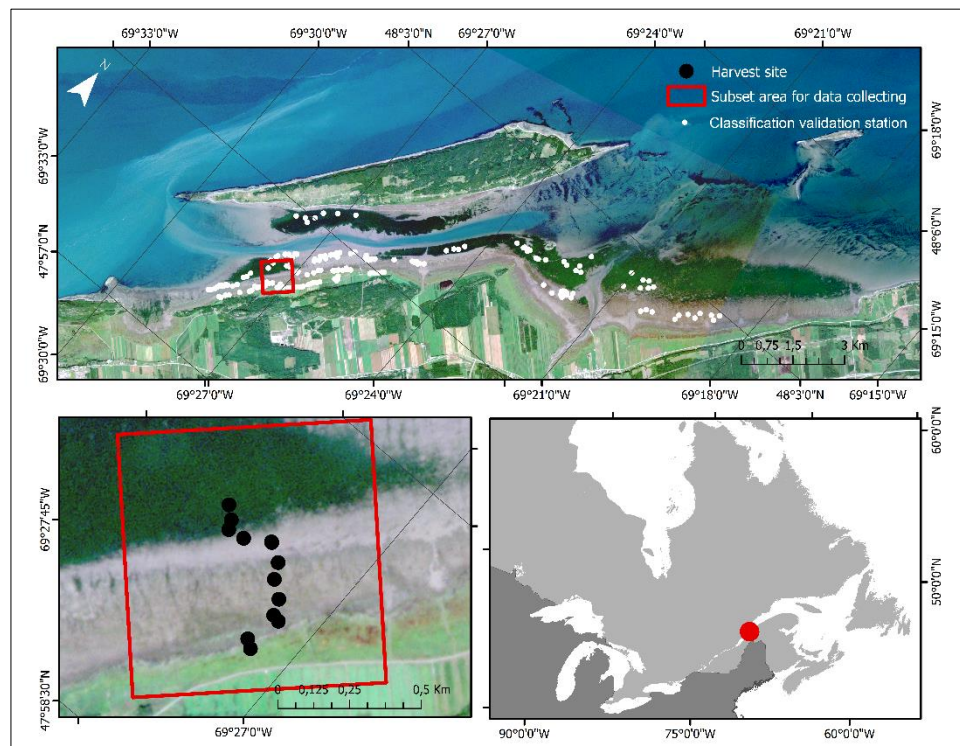 69°33'0"W 69°30'0"W 48°3'0"N 69°27'0"W 69°24'0"W 69°21'0"W
N
Harvest site
Subset area for data collecting
Classification validation station
69°33'0"W
69°18'0"W
47°57'0"N
48°6'0"N
69°30'0"W
69°15'0"W
0 0,75 1,5 3 Km
69°27'0"W 69°24'0"W 69°21'0"W 69°18'0"W 48°3'0"N 69°15'0"W
69°27'45"W
47°58'30"N
0 0,125 0,25 0,5 Km
69°27'0"W
60°0'0"N
50°0'0"N
90°0'0"W 75°0'0"W 60°0'0"W